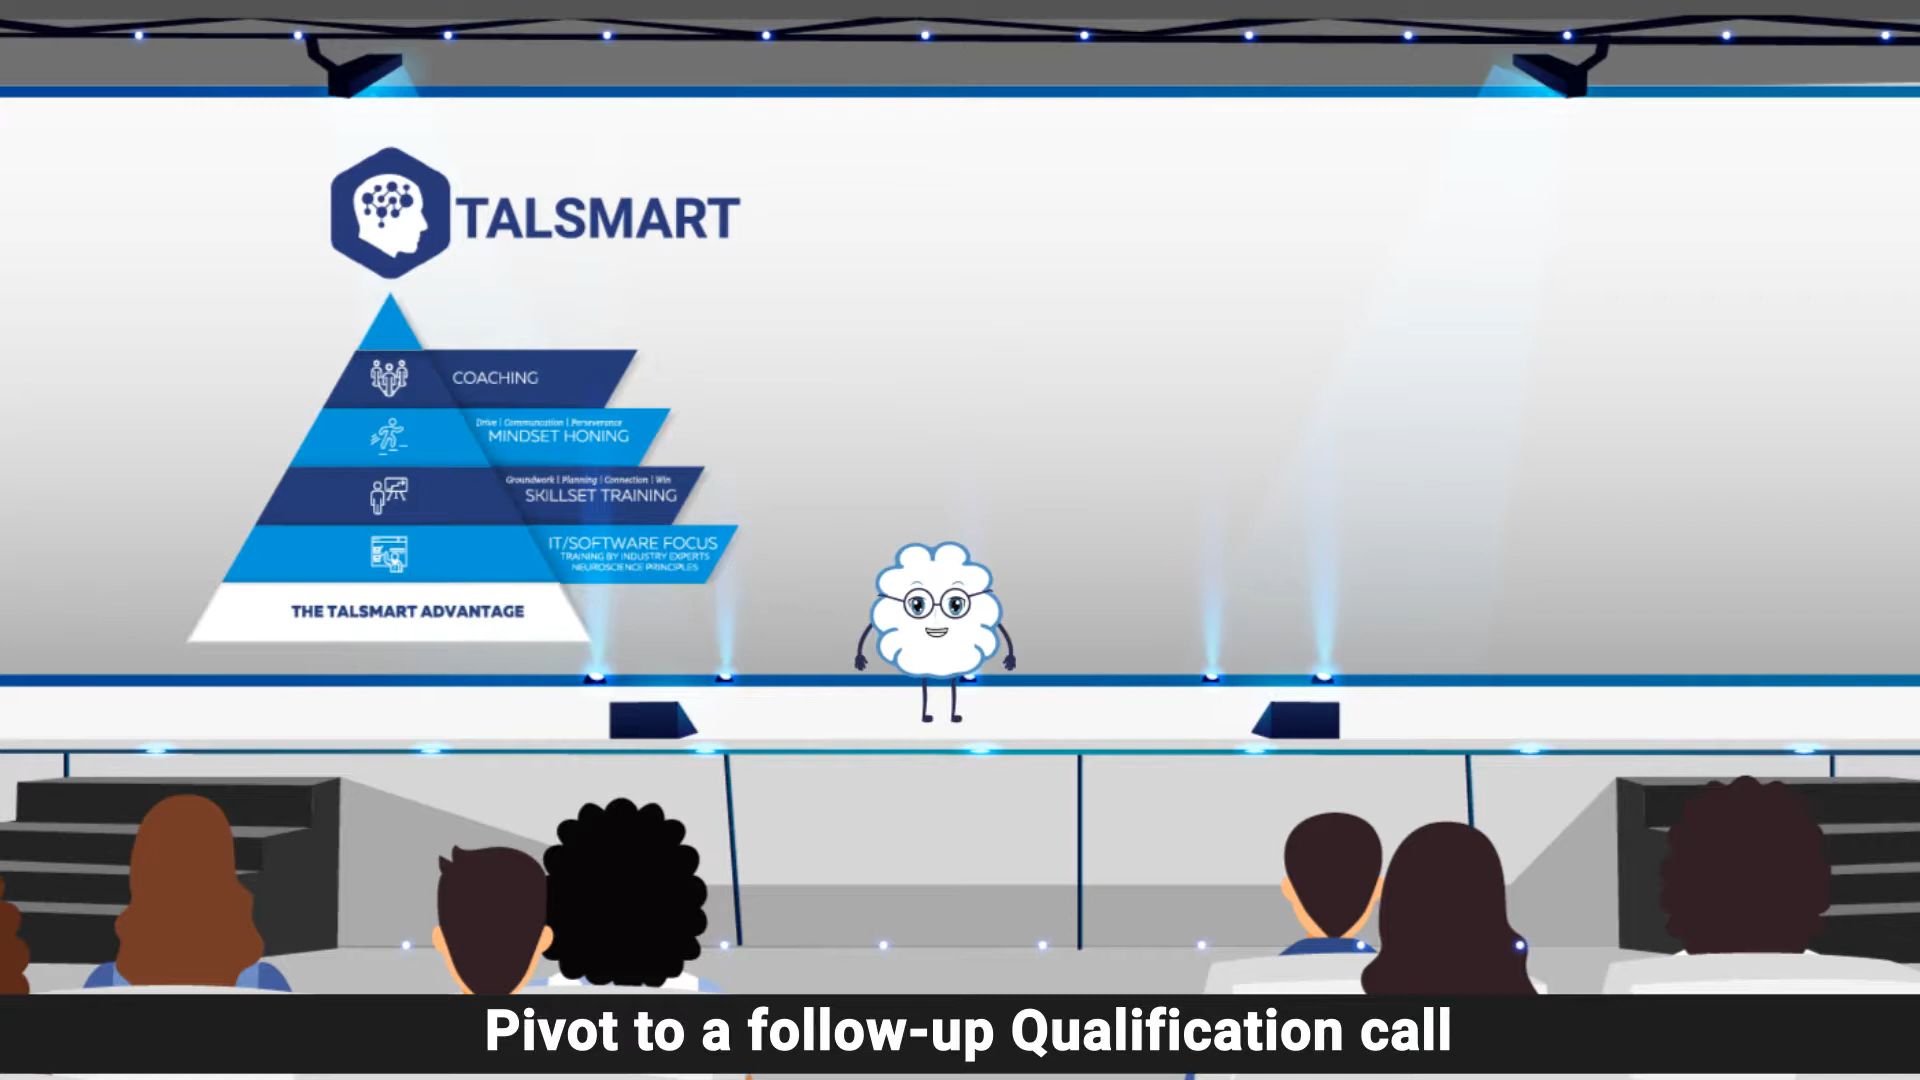 TALSMART
COACHING
Drive | Communcation | Perseverance
MINDSET HONING
Groundwork | Planning | Connection | Win
SKILLSET TRAINING
IT/SOFTWARE FOCUS
TRAINING BY INDUSTRY EXPERTS
NEUROSCIENCE PRINCIPLES
THE TALSMART ADVANTAGE
Pivot to a follow-up Qualification call